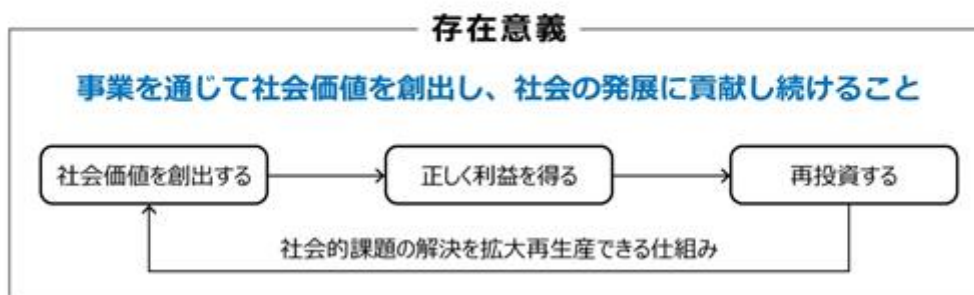 存在意義
事業を通じて社会価値を創出し、社会の発展に貢献し続けること
社会価値を創出する
正しく利益を得る
再投資する
社会的課題の解決を拡大再生産できる仕組み